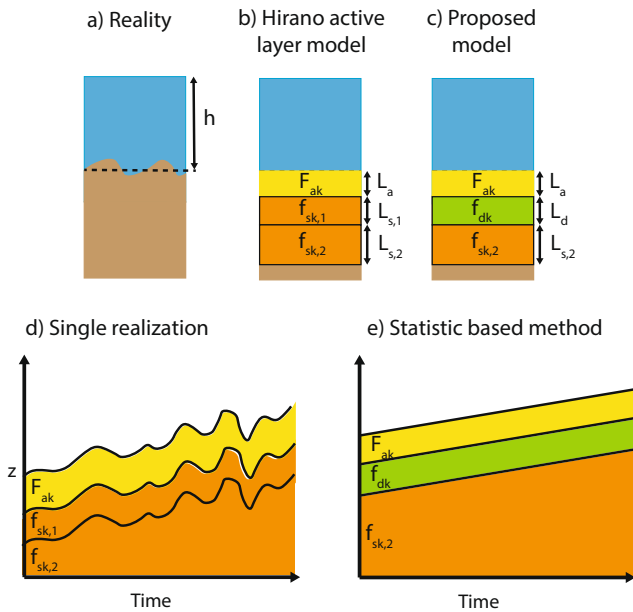 a) Reality
b) Hirano active
layer model
c) Proposed
model
h
F_ak
L_a
f_sk,1
L_s,1
f_sk,2
L_s,2
F_ak
L_a
f_dk
L_d
f_sk,2
L_s,2
d) Single realization
z
F_ak
f_sk,1
f_sk,2
Time
e) Statistic based method
F_ak
f_dk
f_sk,2
Time